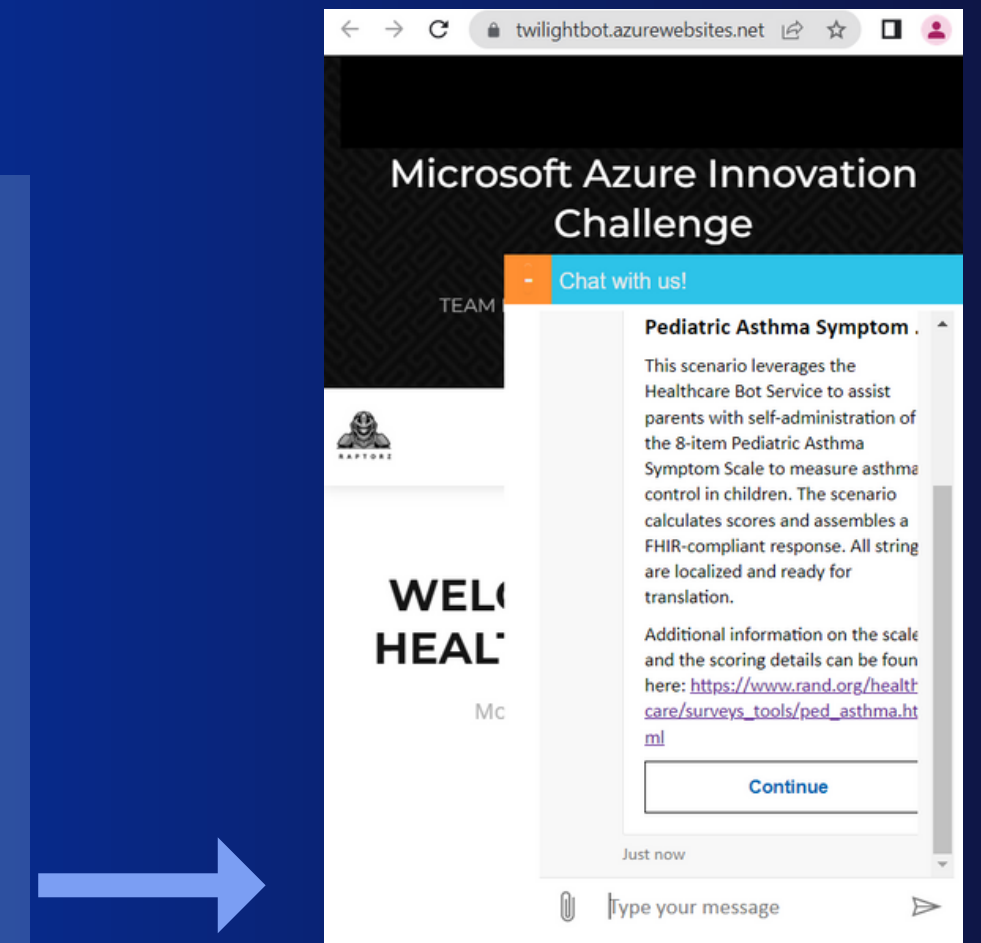 twilightbot.azurewebsites.net
Microsoft Azure Innovation
Challenge
- Chat with us!
TEAM
Pediatric Asthma Symptom .
This scenario leverages the
Healthcare Bot Service to assist
parents with self-administration of
the 8-item Pediatric Asthma
Symptom Scale to measure asthma
control in children. The scenario
calculates scores and assembles a
FHIR-compliant response. All string
are localized and ready for
translation.
RAPTORZ
WEL
HEAL
Mo
Additional information on the scale
and the scoring details can be foun
here: https://www.rand.org/health
care/surveys_tools/ped_asthma.ht
ml
Continue
Just now
Type your message